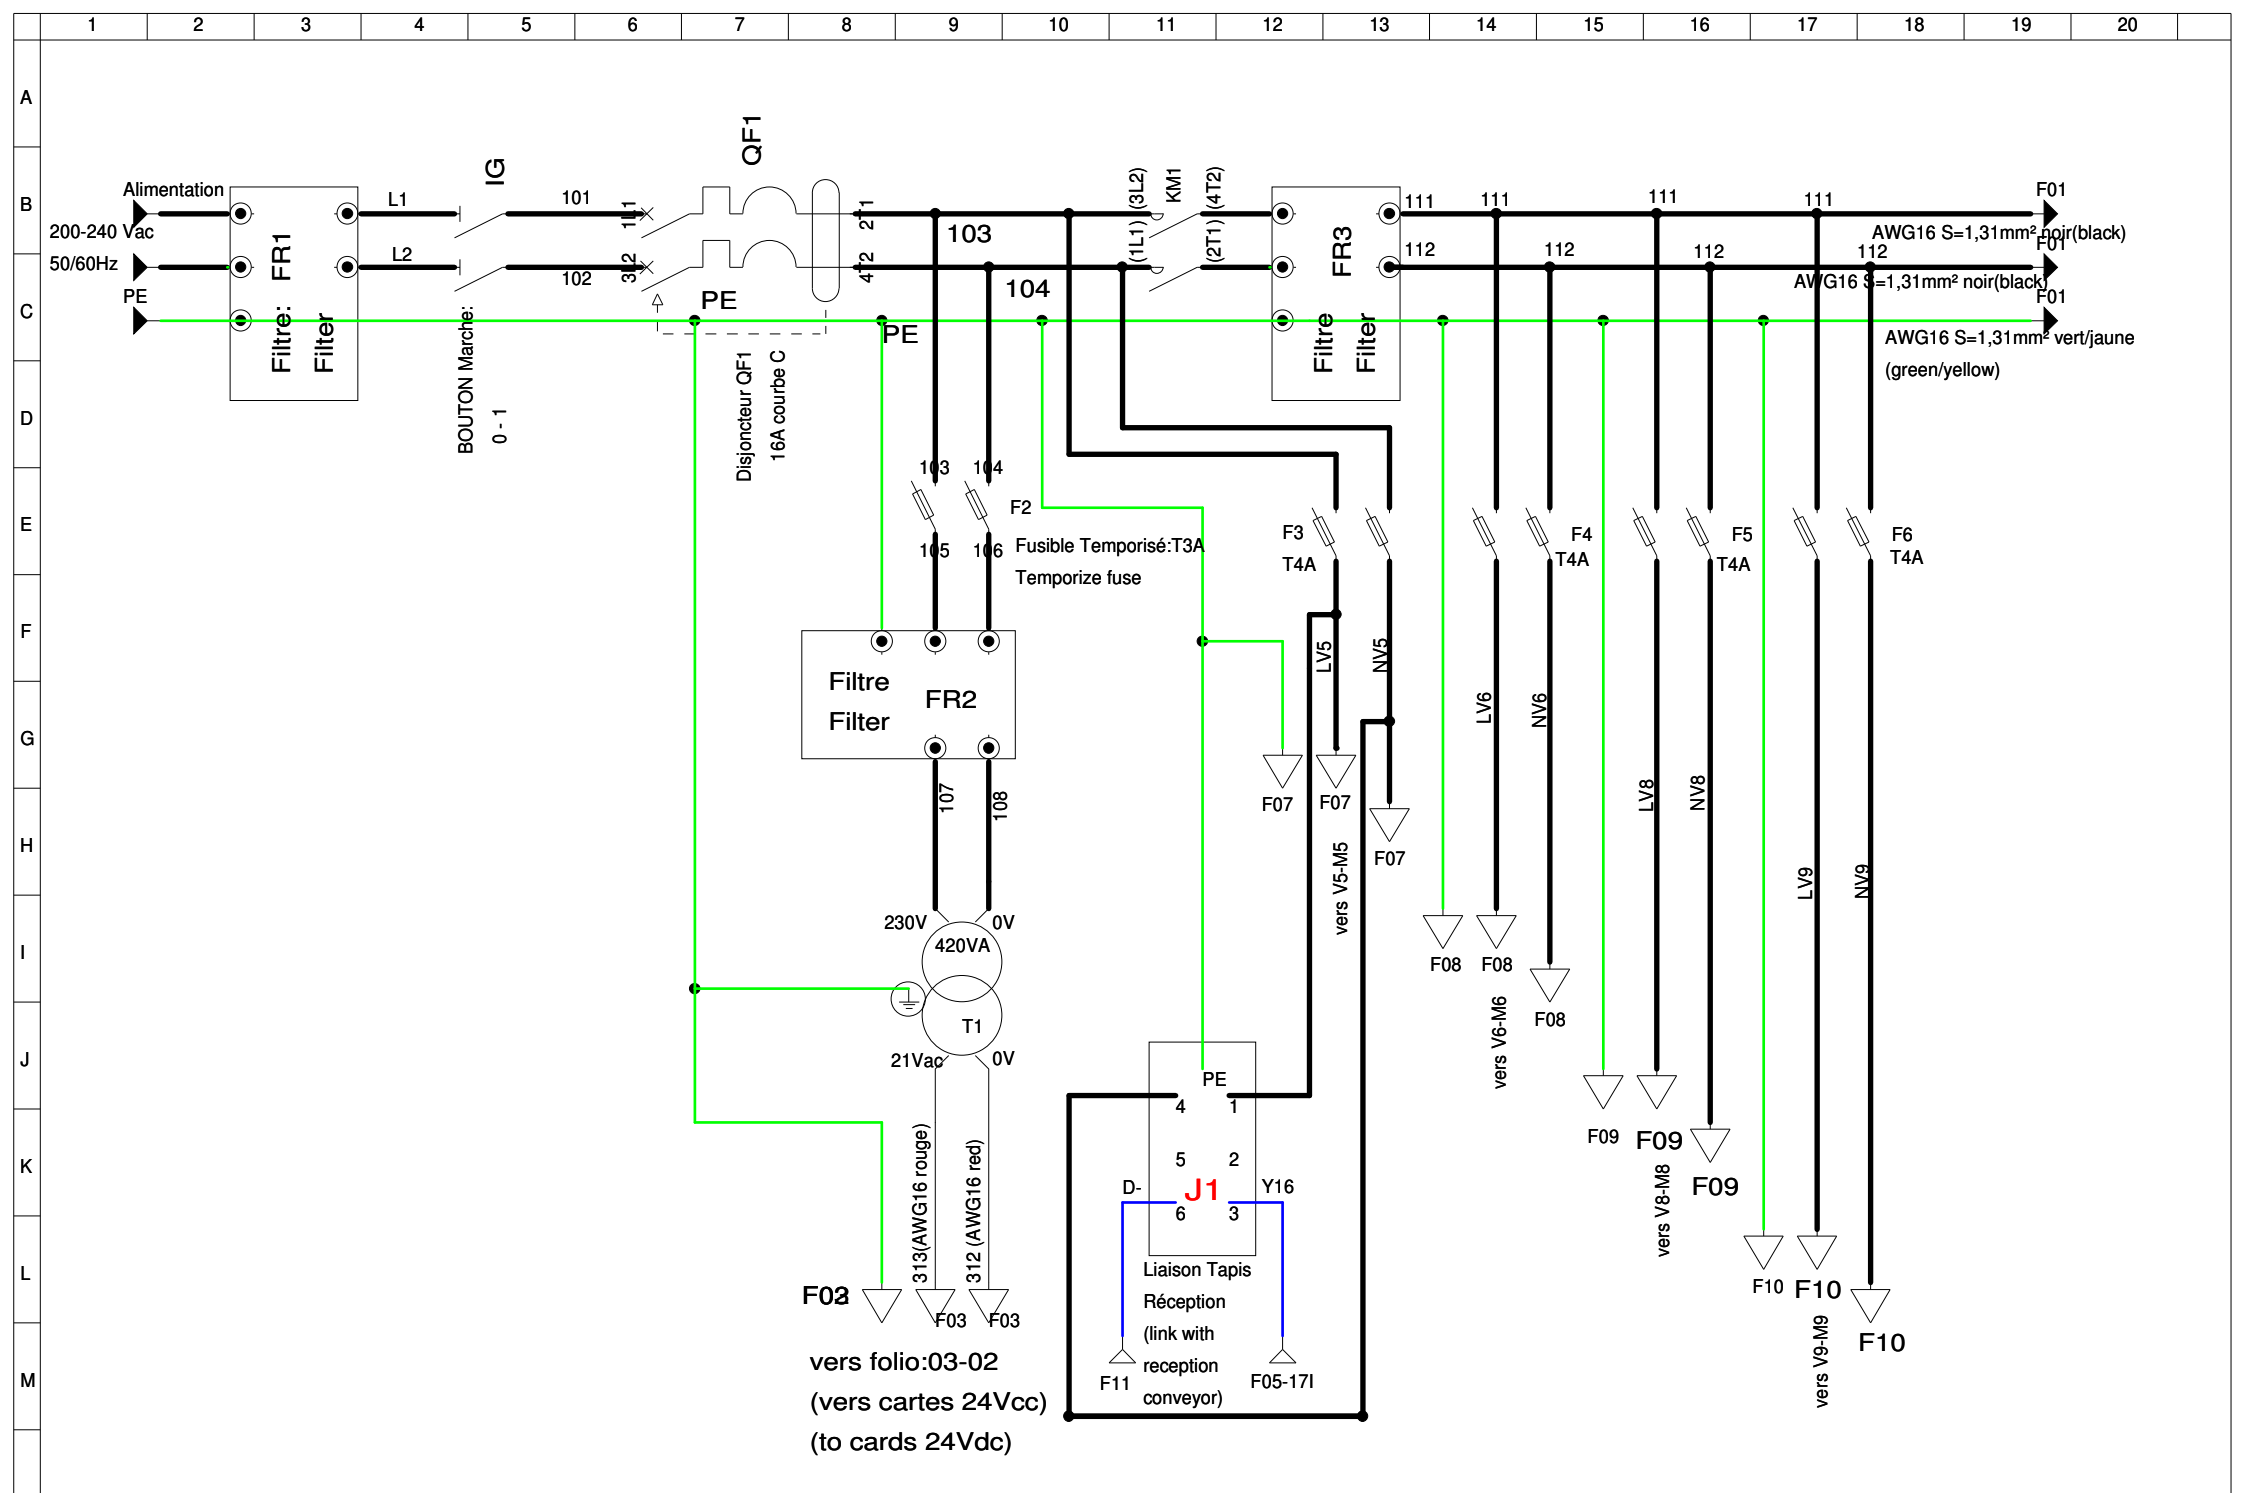 1 2 3 4 5 6 7 8 9 10 11 12 13 14 15 16 17 18 19 20
A
B
C
D
E
F
G
H
I
J
K
L
M
Alimentation
200-240 Vac
50/60Hz
PE
FR1
Filtre:
Filter
L1
L2
IG
BOUTON Marche:
0 - 1
101
102
1L1
3L2
QF1
PE
Disjoncteur QF1
16A courbe C
2T1
4T2
PE
103
104
(1L1) (3L2)
KM1
(2T1) (4T2)
FR3
Filtre
Filter
111
112
111
112
111
112
111
112
F01
AWG16 S=1,31mm² noir(black)
F01
AWG16 S=1,31mm² noir(black)
F01
AWG16 S=1,31mm² vert/jaune
(green/yellow)
103
104
F2
105
106
Fusible Temporisé:T3A
Temporize fuse
F3
T4A
F4
T4A
F5
T4A
F6
T4A
Filtre
Filter
FR2
107
108
LV5
NV5
LV6
NV6
LV8
NV8
LV9
NV9
F07
F07
F07
vers V5-M5
230V
0V
420VA
T1
21Vac
0V
F08
F08
F08
vers V6-M6
PE
4
1
5
2
J1
6
3
D-
Y16
F09
F09
F09
vers V8-M8
313(AWG16 rouge)
312 (AWG16 red)
F03
F03
Liaison Tapis
Réception
(link with
reception
conveyor)
F11
F05-17I
F10
F10
F10
vers V9-M9
vers folio:03-02
(vers cartes 24Vcc)
(to cards 24Vdc)